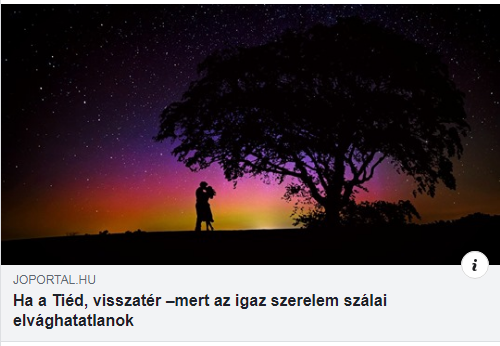 JOPORTAL.HU
Ha a Tiéd, visszatér –mert az igaz szerelem szálai
elvághatatlanok